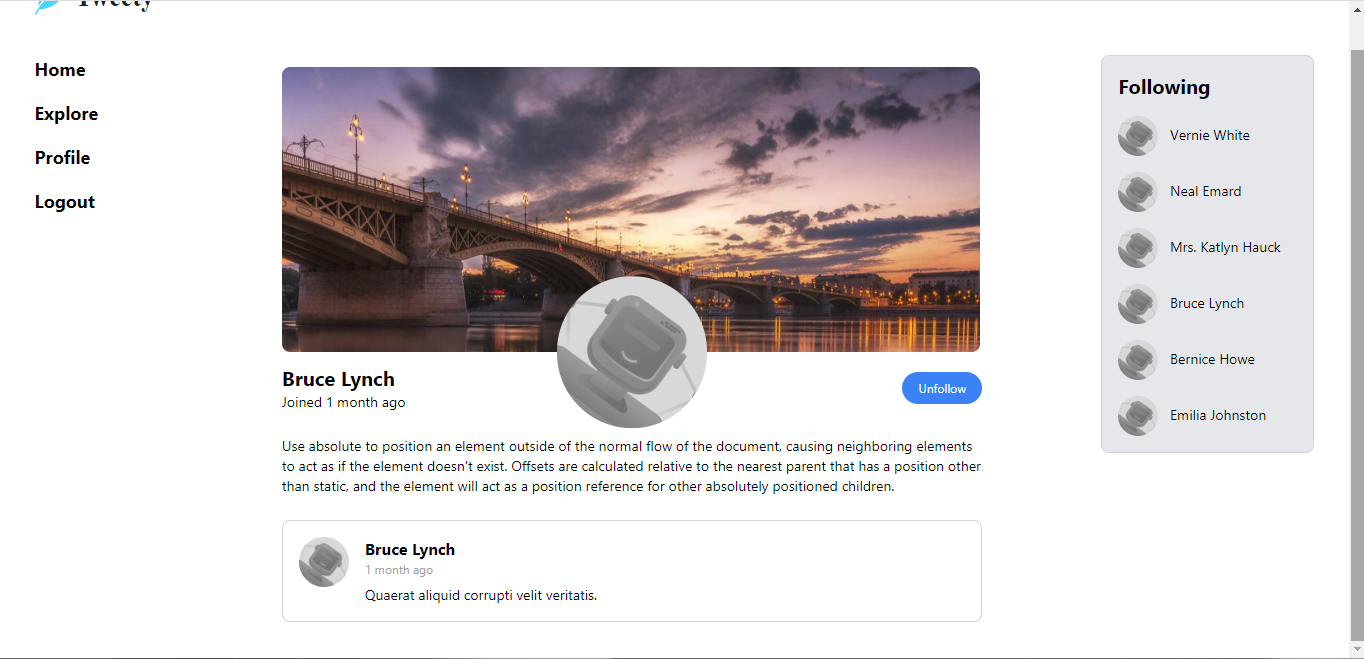 Tweety
Home
Explore
Profile
Logout
Bruce Lynch
Joined 1 month ago
Unfollow
Use absolute to position an element outside of the normal flow of the document, causing neighboring elements
to act as if the element doesn't exist. Offsets are calculated relative to the nearest parent that has a position other
than static, and the element will act as a position reference for other absolutely positioned children.
Bruce Lynch
1 month ago
Quaerat aliquid corrupti velit veritatis.
Following
Vernie White
Neal Emard
Mrs. Katlyn Hauck
Bruce Lynch
Bernice Howe
Emilia Johnston